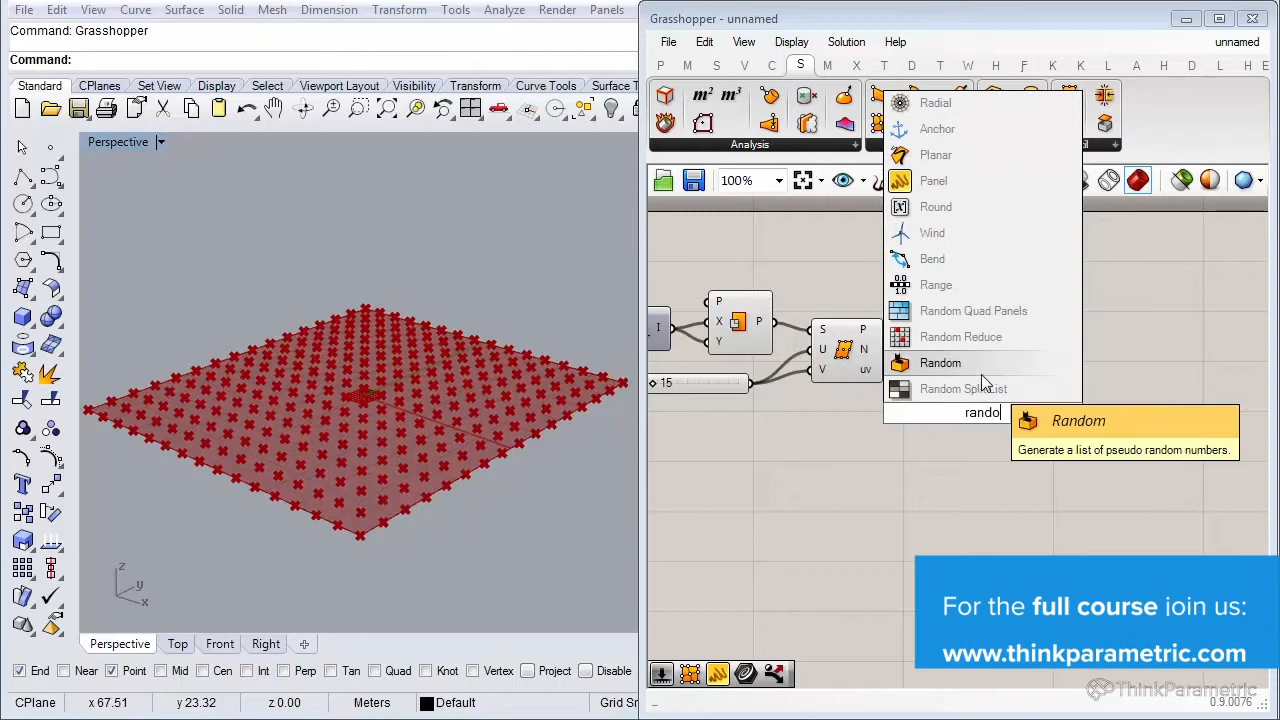 File Edit View Curve Surface Solid Mesh Dimension Transform Tools Analyze Render Panels
Command: Grasshopper
Command:
Standard CPlanes Set View Display Select Viewport Layout Visibility Transform Curve Tools Surface T
Perspective
z
y
x
Perspective Top Front Right
End Near Point Mid Cen Int Perp Tan Quad Knot Vertex Project Disable
CPlane x 67.51 y 23.32 z 0.00 Meters Default Grid Sn
Grasshopper - unnamed
File Edit View Display Solution Help unnamed
P M S V C S M X T D T W H F U K L A L H E
m² m³
Analysis
100%
Radial
Anchor
Planar
Panel
Round
Wind
Bend
Range
Random Quad Panels
Random Reduce
Random
Random Split List
rando
Random
Generate a list of pseudo random numbers.
I
P
X P
Y
S P
U N
V uv
15
For the full course join us:
www.thinkparametric.com
ThinkParametric
0.9.0076